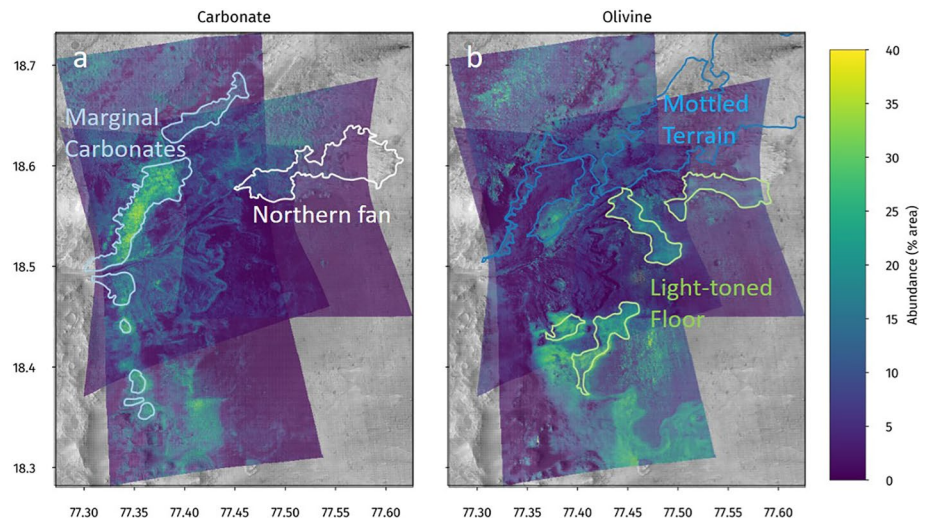 Carbonate
Olivine
a
b
Marginal
Carbonates
Northern fan
Mottled
Terrain
Light-toned
Floor
18.7
18.6
18.5
18.4
18.3
77.30 77.35 77.40 77.45 77.50 77.55 77.60
77.30 77.35 77.40 77.45 77.50 77.55 77.60
40
35
30
25
20
15
10
5
0
Abundance (% area)